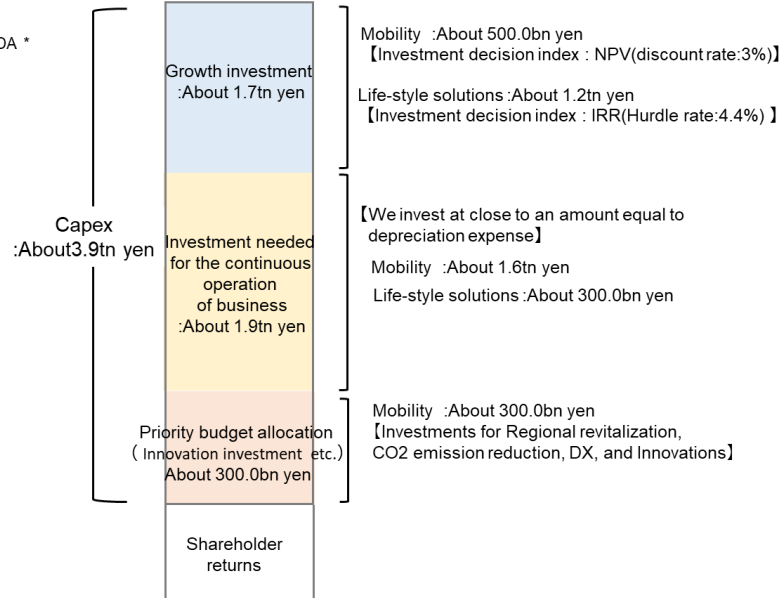 DA *
Growth investment
:About 1.7tn yen
Mobility :About 500.0bn yen
【Investment decision index : NPV(discount rate:3%)】
Life-style solutions :About 1.2tn yen
【Investment decision index : IRR(Hurdle rate:4.4%) 】
Capex
:About3.9tn yen
Investment needed
for the continuous
operation
of business
:About 1.9tn yen
【We invest at close to an amount equal to
depreciation expense】
Mobility :About 1.6tn yen
Life-style solutions :About 300.0bn yen
Priority budget allocation
( Innovation investment etc.)
About 300.0bn yen
Mobility :About 300.0bn yen
【Investments for Regional revitalization,
CO2 emission reduction, DX, and Innovations】
Shareholder
returns